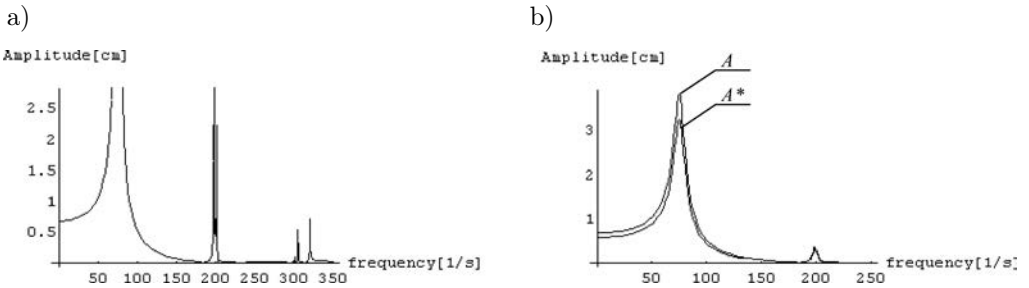 a)
Amplitude[cm]
2.5
2
1.5
1
0.5
50 100 150 200 250 300 350
frequency[1/s]
b)
Amplitude[cm]
A
A*
3
2
1
50 100 150 200 250
frequency[1/s]